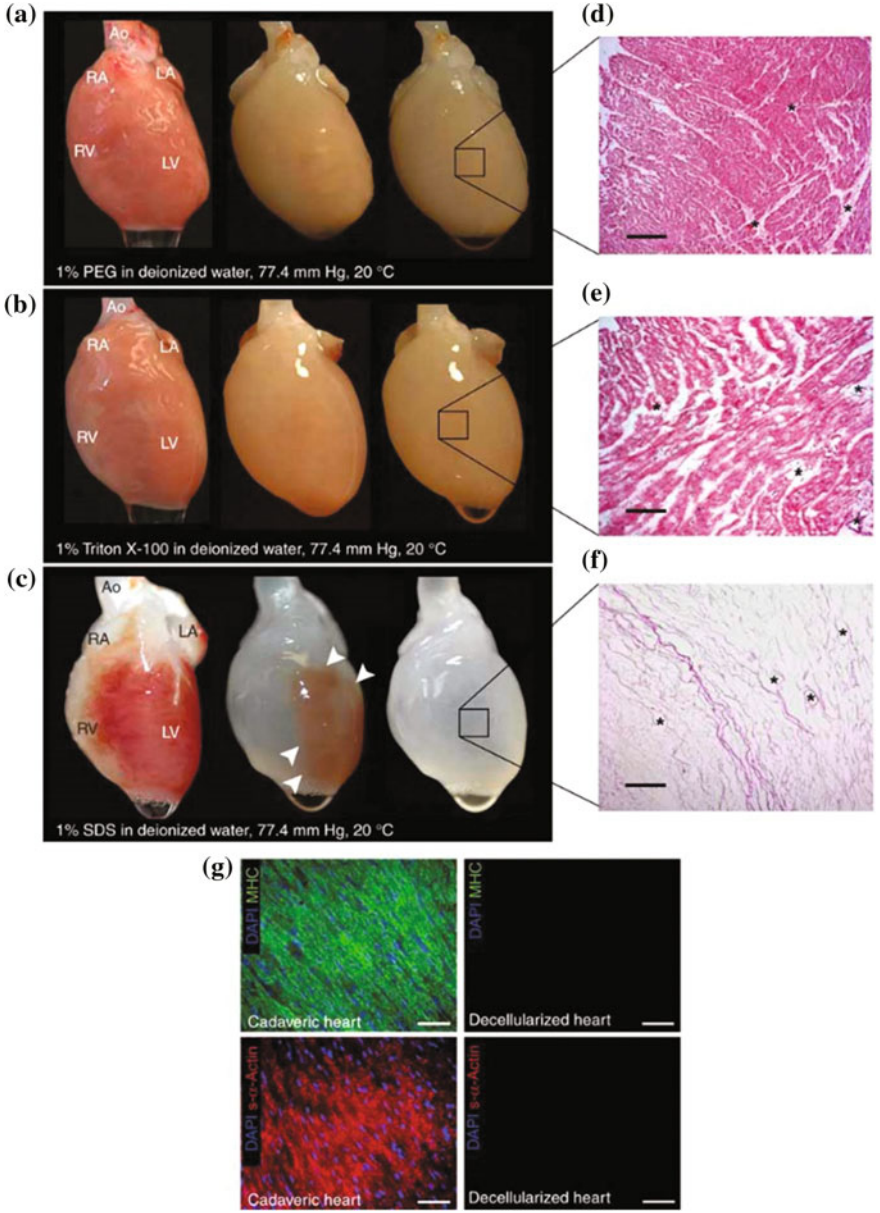 (a)
Ao
RA
LA
RV
LV
1% PEG in deionized water, 77.4 mm Hg, 20 °C
(d)
*
*
*
(b)
Ao
RA
LA
RV
LV
1% Triton X-100 in deionized water, 77.4 mm Hg, 20 °C
(e)
*
*
*
(c)
Ao
RA
LA
RV
LV
1% SDS in deionized water, 77.4 mm Hg, 20 °C
(f)
*
*
*
*
(g)
DAPI MHC
Cadaveric heart
DAPI MHC
Decellularized heart
DAPI s-α-Actin
Cadaveric heart
DAPI s-α-Actin
Decellularized heart